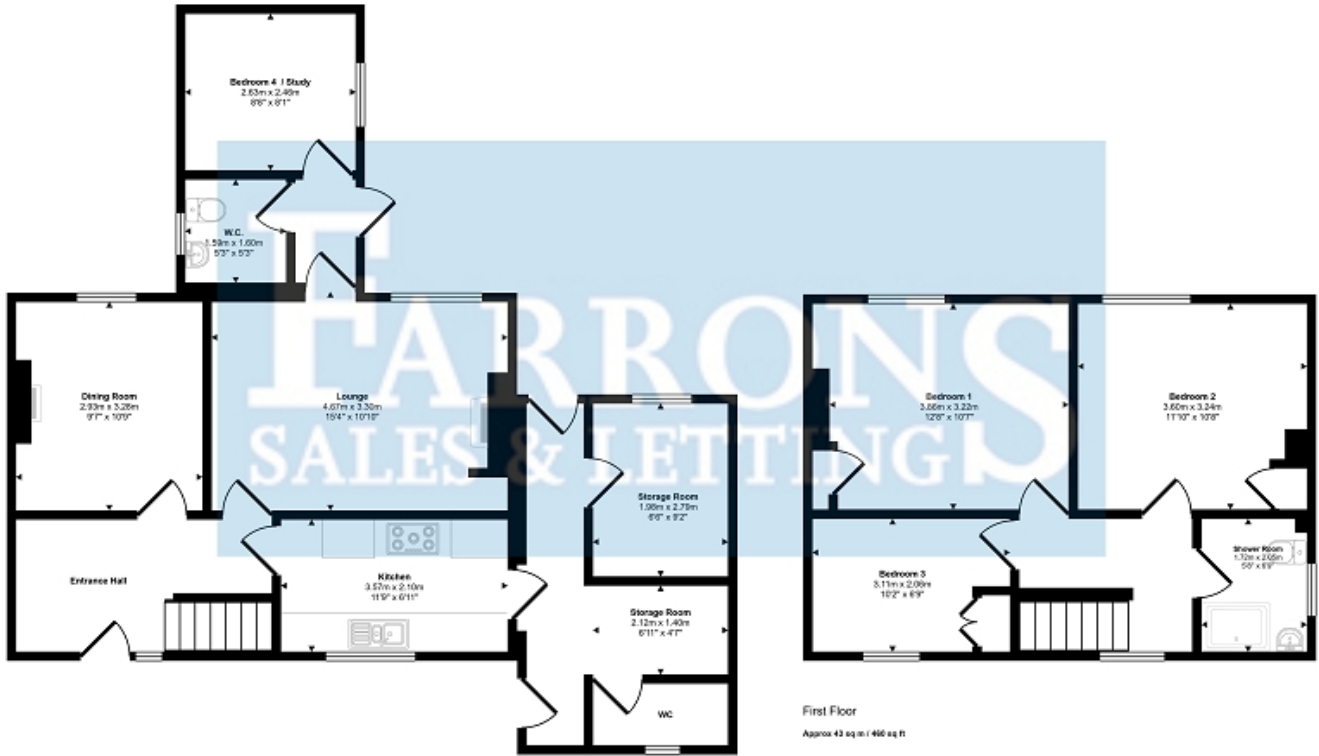 Bedroom 4 / Study
2.63m x 2.46m
8'8" x 8'1"
W.C.
1.59m x 1.60m
5'3" x 5'3"
FARRONS
SALES & LETTINGS
Dining Room
2.93m x 3.28m
9'7" x 10'9"
Lounge
4.67m x 3.30m
15'4" x 10'10"
Entrance Hall
Kitchen
3.57m x 2.10m
11'9" x 6'11"
Storage Room
1.98m x 2.79m
6'6" x 9'2"
Storage Room
2.12m x 1.40m
6'11" x 4'7"
WC
Bedroom 1
3.86m x 3.22m
12'8" x 10'7"
Bedroom 2
3.60m x 3.24m
11'10" x 10'8"
Bedroom 3
3.11m x 2.06m
10'2" x 6'9"
Shower Room
1.72m x 2.05m
5'8" x 6'9"
First Floor
Approx 43 sq m / 460 sq ft